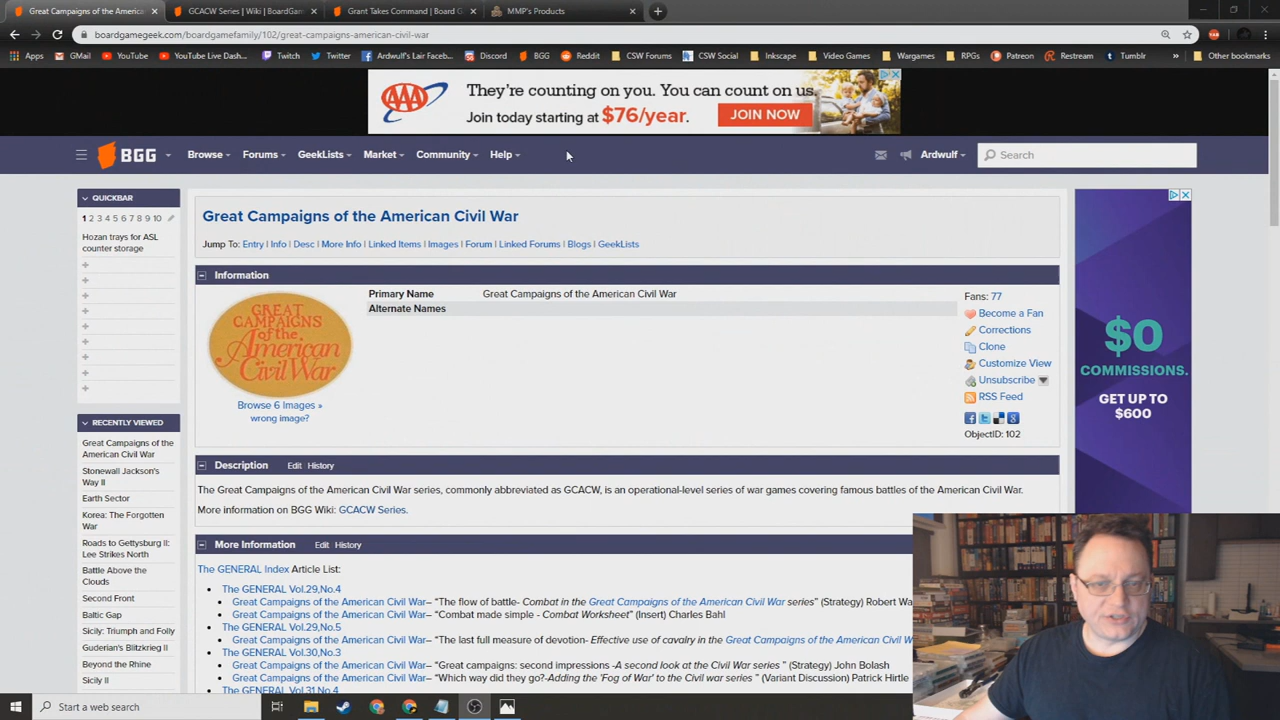 Great Campaigns of the America × GCACW Series | Wiki | BoardGam × Grant Takes Command | Board G × MMP's Products ×
boardgamegeek.com/boardgamefamily/102/great-campaigns-american-civil-war
Apps GMail YouTube YouTube Live Das... Twitch Twitter Ardwulf's Lair Faceb... Discord BGG Reddit CSW Forums CSW Social Inkscape Video Games Wargames RPGs Patreon Restream Tumblr » Other bookmarks
AAA
They're counting on you. You can count on us.
Join today starting at $76/year.
JOIN NOW
BGG Browse Forums GeekLists Market Community Help Ardwulf Search
QUICKBAR
1 2 3 4 5 6 7 8 9 10
Hozan trays for ASL
counter storage
RECENTLY VIEWED
Great Campaigns of the
American Civil War
Stonewall Jackson's
Way II
Earth Sector
Korea: The Forgotten
War
Roads to Gettysburg II:
Lee Strikes North
Battle Above the
Clouds
Second Front
Baltic Gap
Sicily: Triumph and Folly
Guderian's Blitzkrieg II
Beyond the Rhine
Sicily II
Great Campaigns of the American Civil War
Jump To: Entry | Info | Desc | More Info | Linked Items | Images | Forum | Linked Forums | Blogs | GeekLists
Information
GREAT
CAMPAIGNS
of the
American
Civil War
Browse 6 Images »
wrong image?
Primary Name Great Campaigns of the American Civil War
Alternate Names
Fans: 77
Become a Fan
Corrections
Clone
Customize View
Unsubscribe
RSS Feed
ObjectID: 102
Description Edit History
The Great Campaigns of the American Civil War series, commonly abbreviated as GCACW, is an operational-level series of war games covering famous battles of the American Civil War.
More information on BGG Wiki: GCACW Series.
More Information Edit History
The GENERAL Index Article List:
• The GENERAL Vol.29,No.4
• Great Campaigns of the American Civil War– "The flow of battle- Combat in the Great Campaigns of the American Civil War series" (Strategy) Robert Wa
• Great Campaigns of the American Civil War– "Combat made simple - Combat Worksheet" (Insert) Charles Bahl
• The GENERAL Vol.29,No.5
• Great Campaigns of the American Civil War– "The last full measure of devotion- Effective use of cavalry in the Great Campaigns of the American Civil W
• The GENERAL Vol.30,No.3
• Great Campaigns of the American Civil War– "Great campaigns: second impressions -A second look at the Civil War series " (Strategy) John Bolash
• Great Campaigns of the American Civil War– "Which way did they go?-Adding the 'Fog of War' to the Civil war series " (Variant Discussion) Patrick Hirtle
• The GENERAL Vol.31,No.4
$0
COMMISSIONS.
GET UP TO
$600
Start a web search